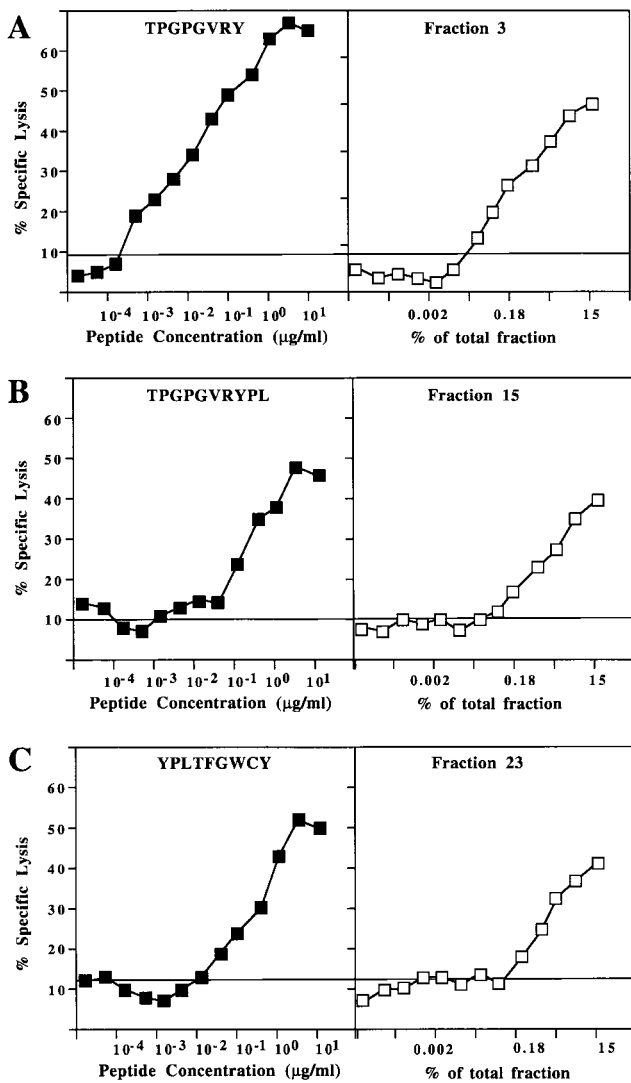 A
TPGPGVRY
Fraction 3
% Specific Lysis
60
50
40
30
20
10
10⁻⁴ 10⁻³ 10⁻² 10⁻¹ 10⁰ 10¹
0.002 0.18 15
Peptide Concentration (µg/ml)
% of total fraction
B
TPGPGVRYPL
Fraction 15
% Specific Lysis
60
50
40
30
20
10
10⁻⁴ 10⁻³ 10⁻² 10⁻¹ 10⁰ 10¹
0.002 0.18 15
Peptide Concentration (µg/ml)
% of total fraction
C
YPLTFGWCY
Fraction 23
% Specific Lysis
60
50
40
30
20
10
10⁻⁴ 10⁻³ 10⁻² 10⁻¹ 10⁰ 10¹
0.002 0.18 15
Peptide Concentration (µg/ml)
% of total fraction